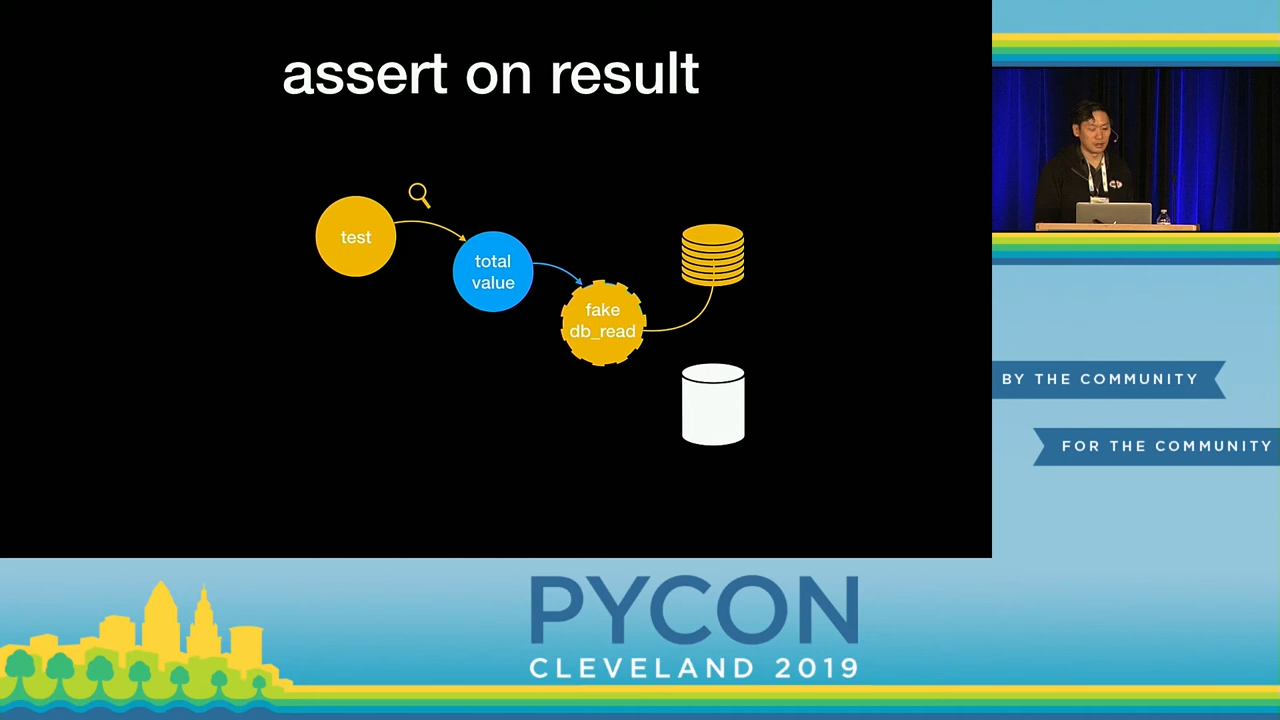 assert on result
test
total
value
fake
db_read
BY THE COMMUNITY
FOR THE COMMUNITY
PYCON
CLEVELAND 2019